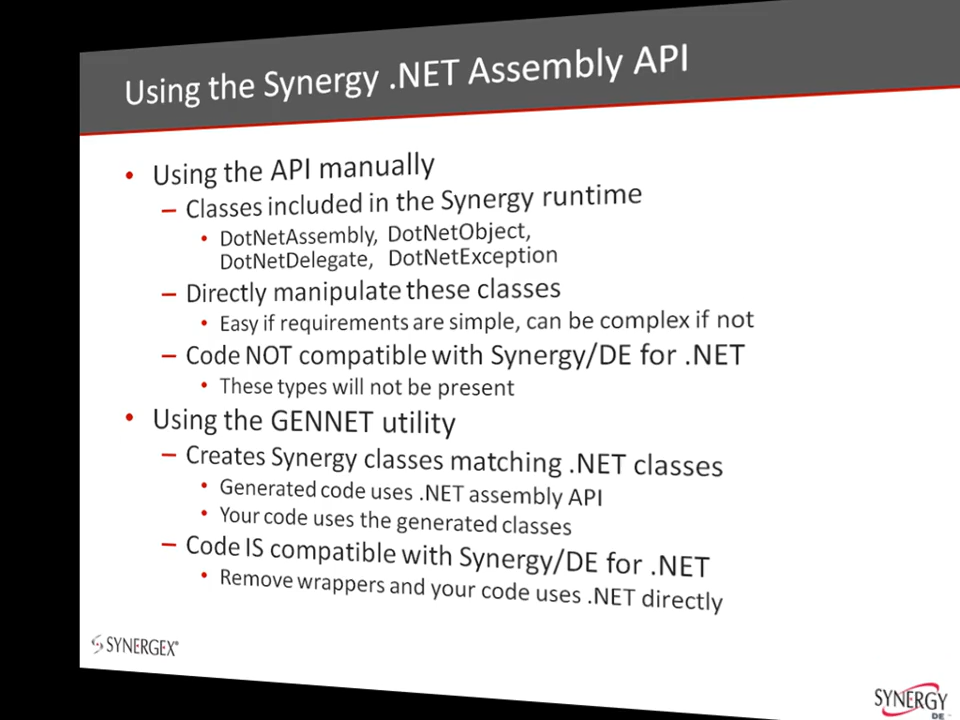 Using the Synergy .NET Assembly API
• Using the API manually
– Classes included in the Synergy runtime
• DotNetAssembly, DotNetObject,
DotNetDelegate, DotNetException
– Directly manipulate these classes
• Easy if requirements are simple, can be complex if not
– Code NOT compatible with Synergy/DE for .NET
• These types will not be present
• Using the GENNET utility
– Creates Synergy classes matching .NET classes
• Generated code uses .NET assembly API
• Your code uses the generated classes
– Code IS compatible with Synergy/DE for .NET
• Remove wrappers and your code uses .NET directly
SYNERGEX®
SYNERGY
DE